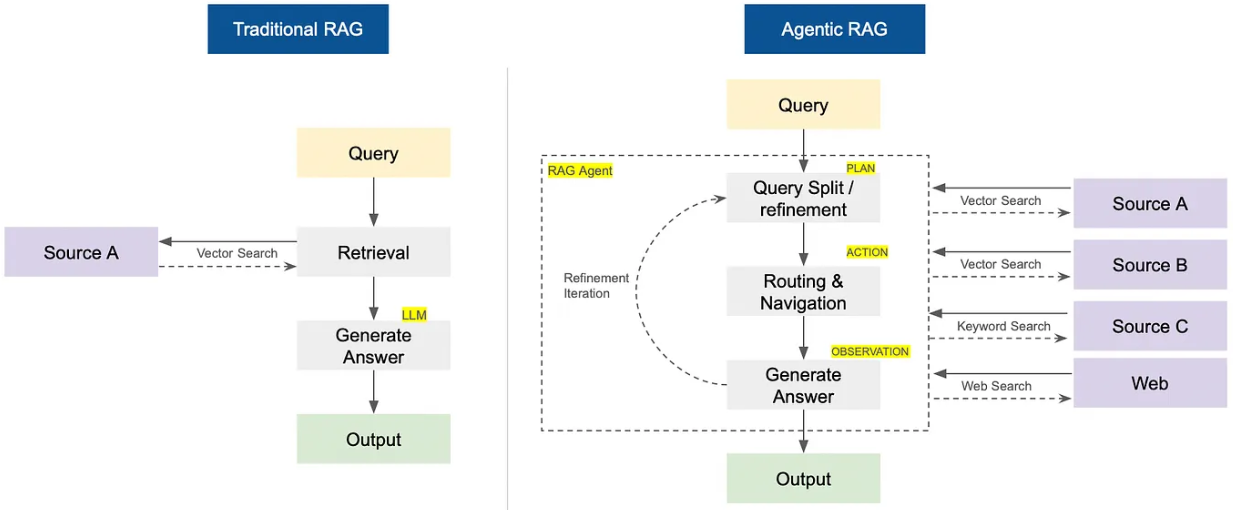 Traditional RAG
Query
Source A
Vector Search
Retrieval
LLM
Generate
Answer
Output
Agentic RAG
Query
RAG Agent
PLAN
Query Split /
refinement
ACTION
Routing &
Navigation
Refinement
Iteration
OBSERVATION
Generate
Answer
Output
Vector Search
Source A
Vector Search
Source B
Keyword Search
Source C
Web Search
Web